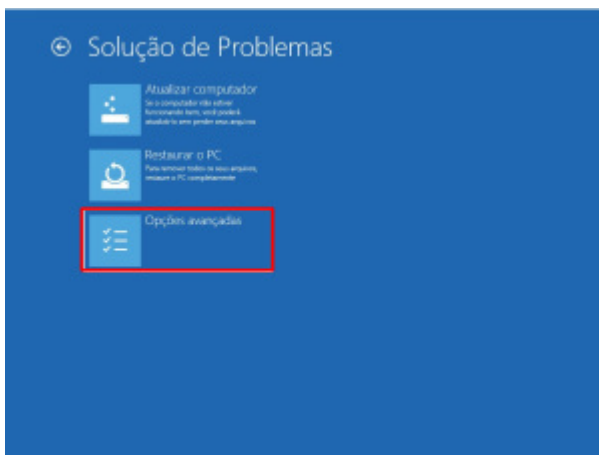 Solução de Problemas
Atualizar computador
Se o computador não estiver
funcionando bem, você poderá
atualizá-lo sem perder seus arquivos
Restaurar o PC
Para remover todos os seus arquivos,
restaure o PC completamente
Opções avançadas